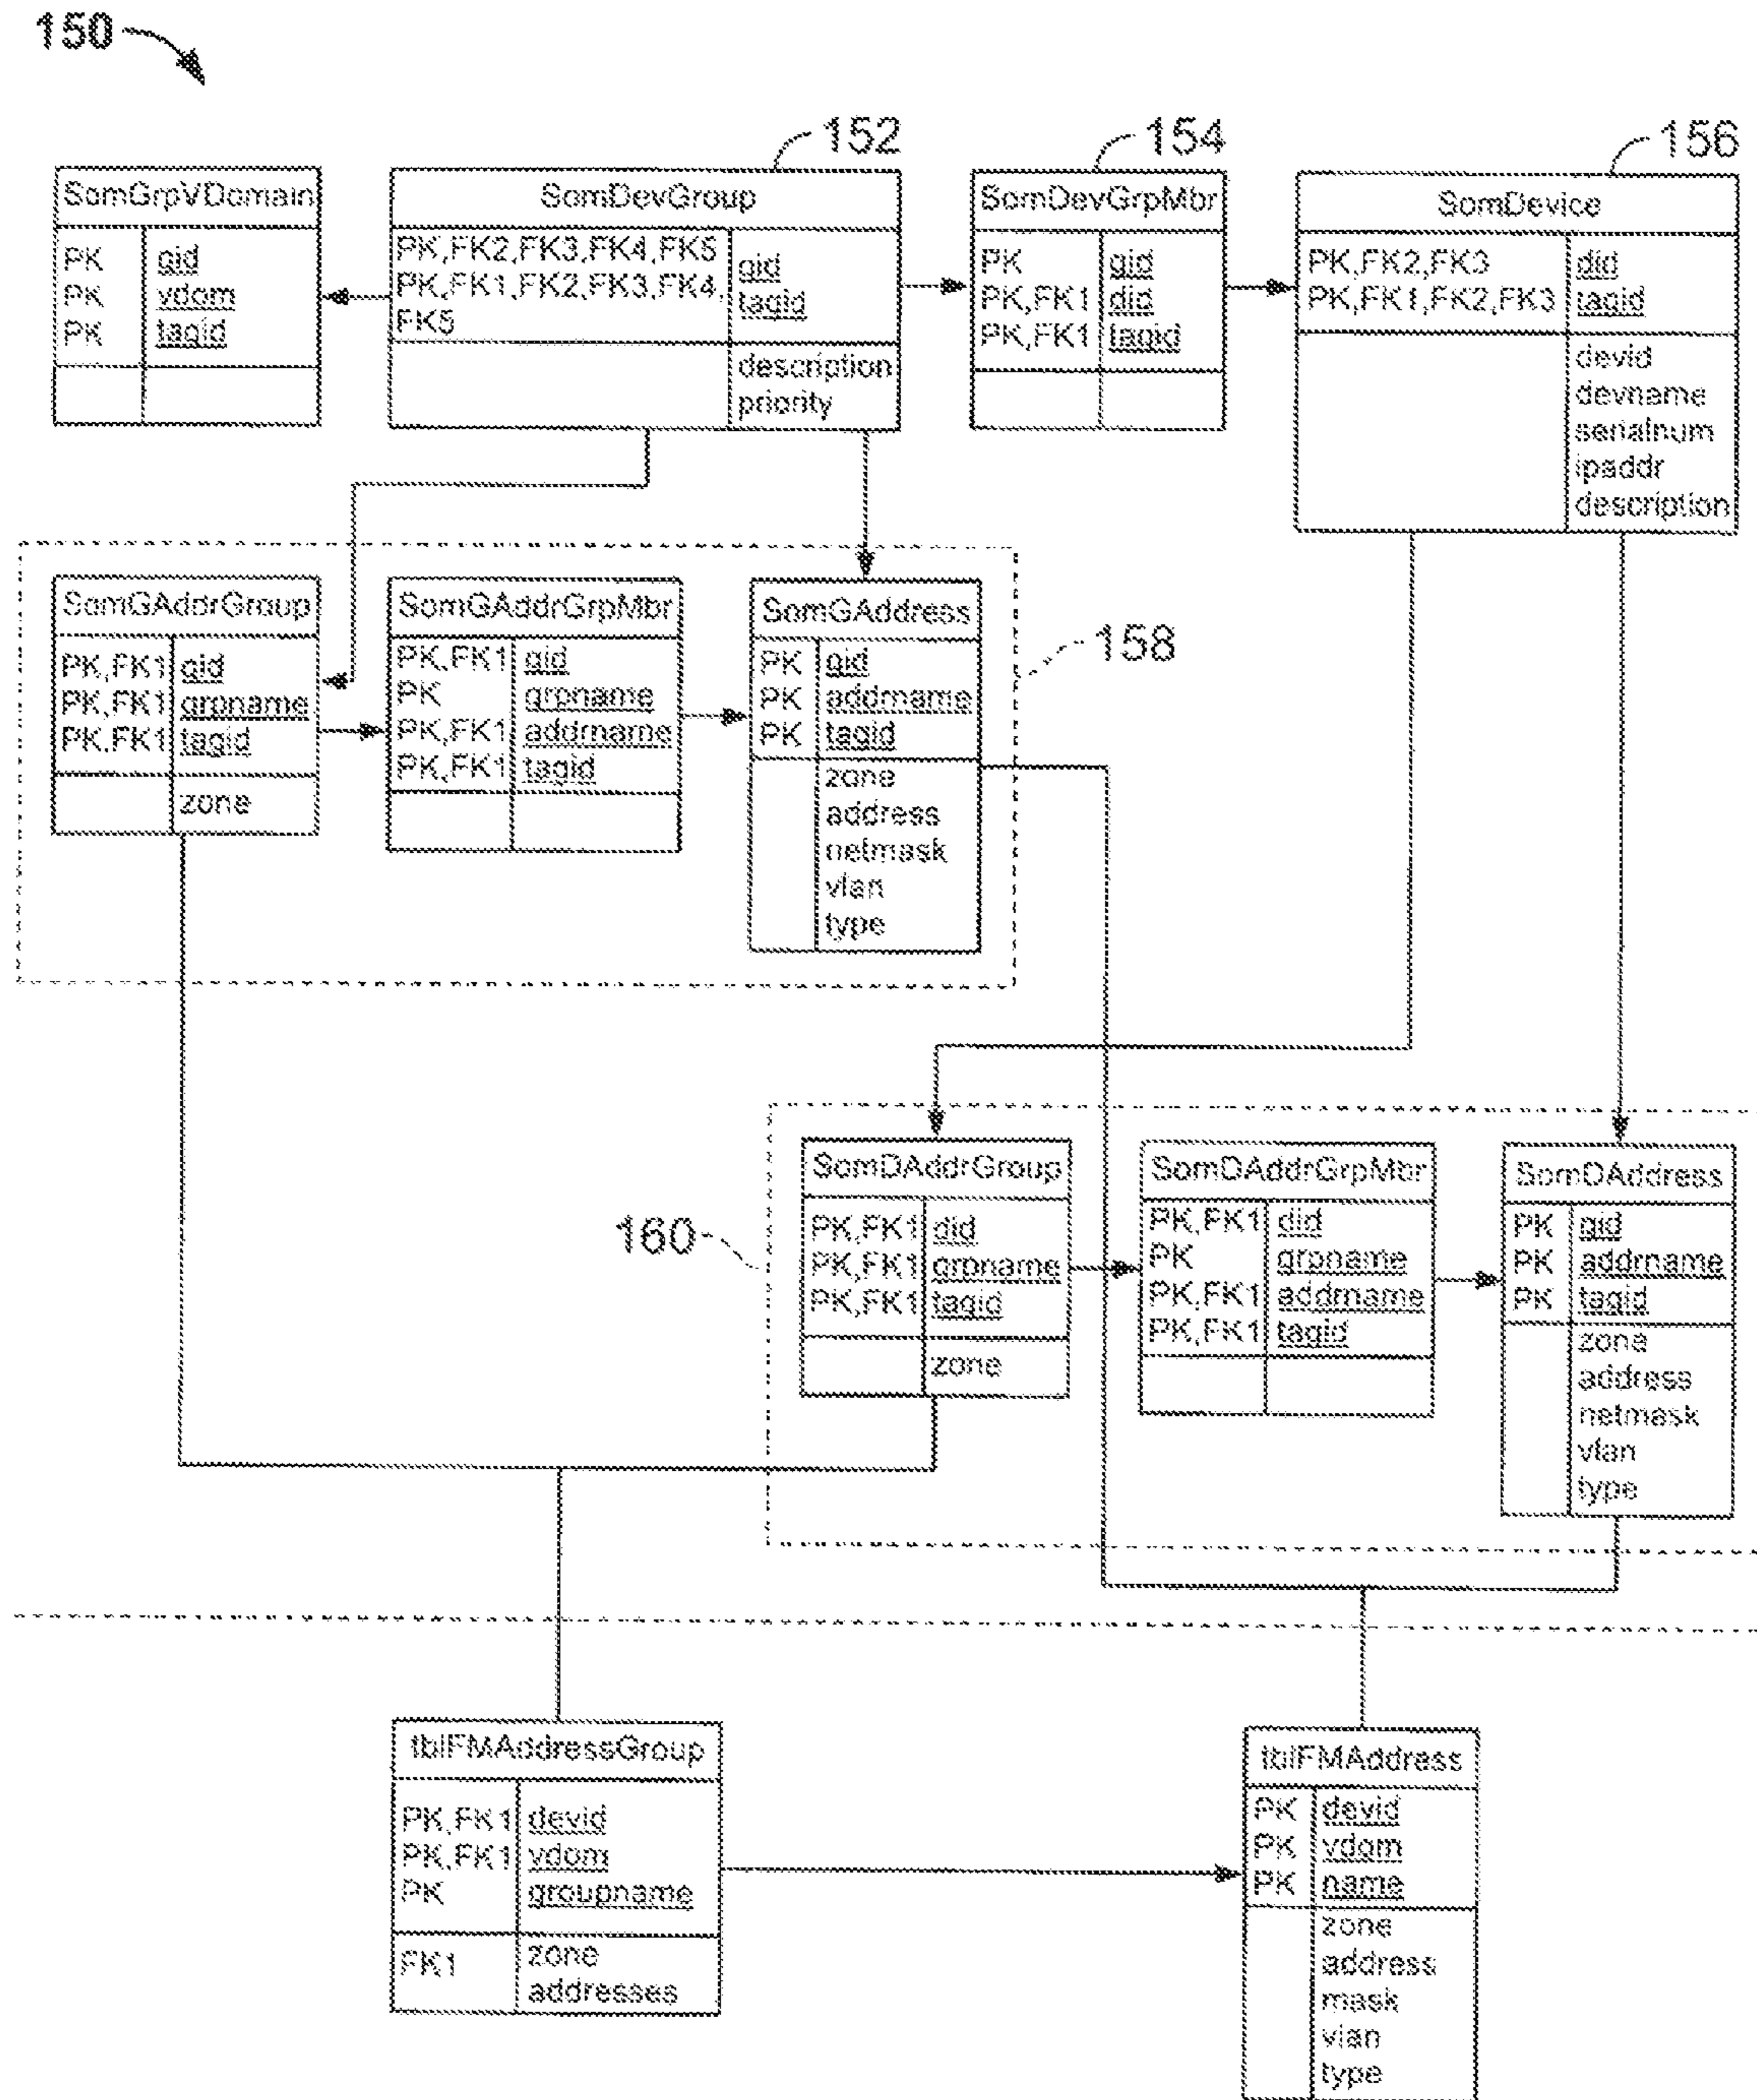 150
152
154
156
SomGrpVDomain
PK gid
PK vdom
PK tagid
SomDevGroup
PK,FK2,FK3,FK4,FK5 gid
PK,FK1,FK2,FK3,FK4, tagid
FK5
description
priority
SomDevGrpMbr
PK gid
PK,FK1 did
PK,FK1 tagid
SomDevice
PK,FK2,FK3 did
PK,FK1,FK2,FK3 tagid
devid
devname
serialnum
ipaddr
description
SomGAddrGroup
PK,FK1 gid
PK,FK1 grpname
PK,FK1 tagid
zone
SomGAddrGrpMbr
PK,FK1 gid
PK grpname
PK,FK1 addrname
PK,FK1 tagid
SomGAddress
PK gid
PK addrname
PK tagid
zone
address
netmask
vlan
type
158
160
SomDAddrGroup
PK,FK1 did
PK,FK1 grpname
PK,FK1 tagid
zone
SomDAddrGrpMbr
PK,FK1 did
PK grpname
PK,FK1 addrname
PK,FK1 tagid
SomDAddress
PK gid
PK addrname
PK tagid
zone
address
netmask
vlan
type
tblFMAddressGroup
PK,FK1 devid
PK,FK1 vdom
PK groupname
FK1 zone
addresses
tblFMAddress
PK devid
PK vdom
PK name
zone
address
mask
vlan
type